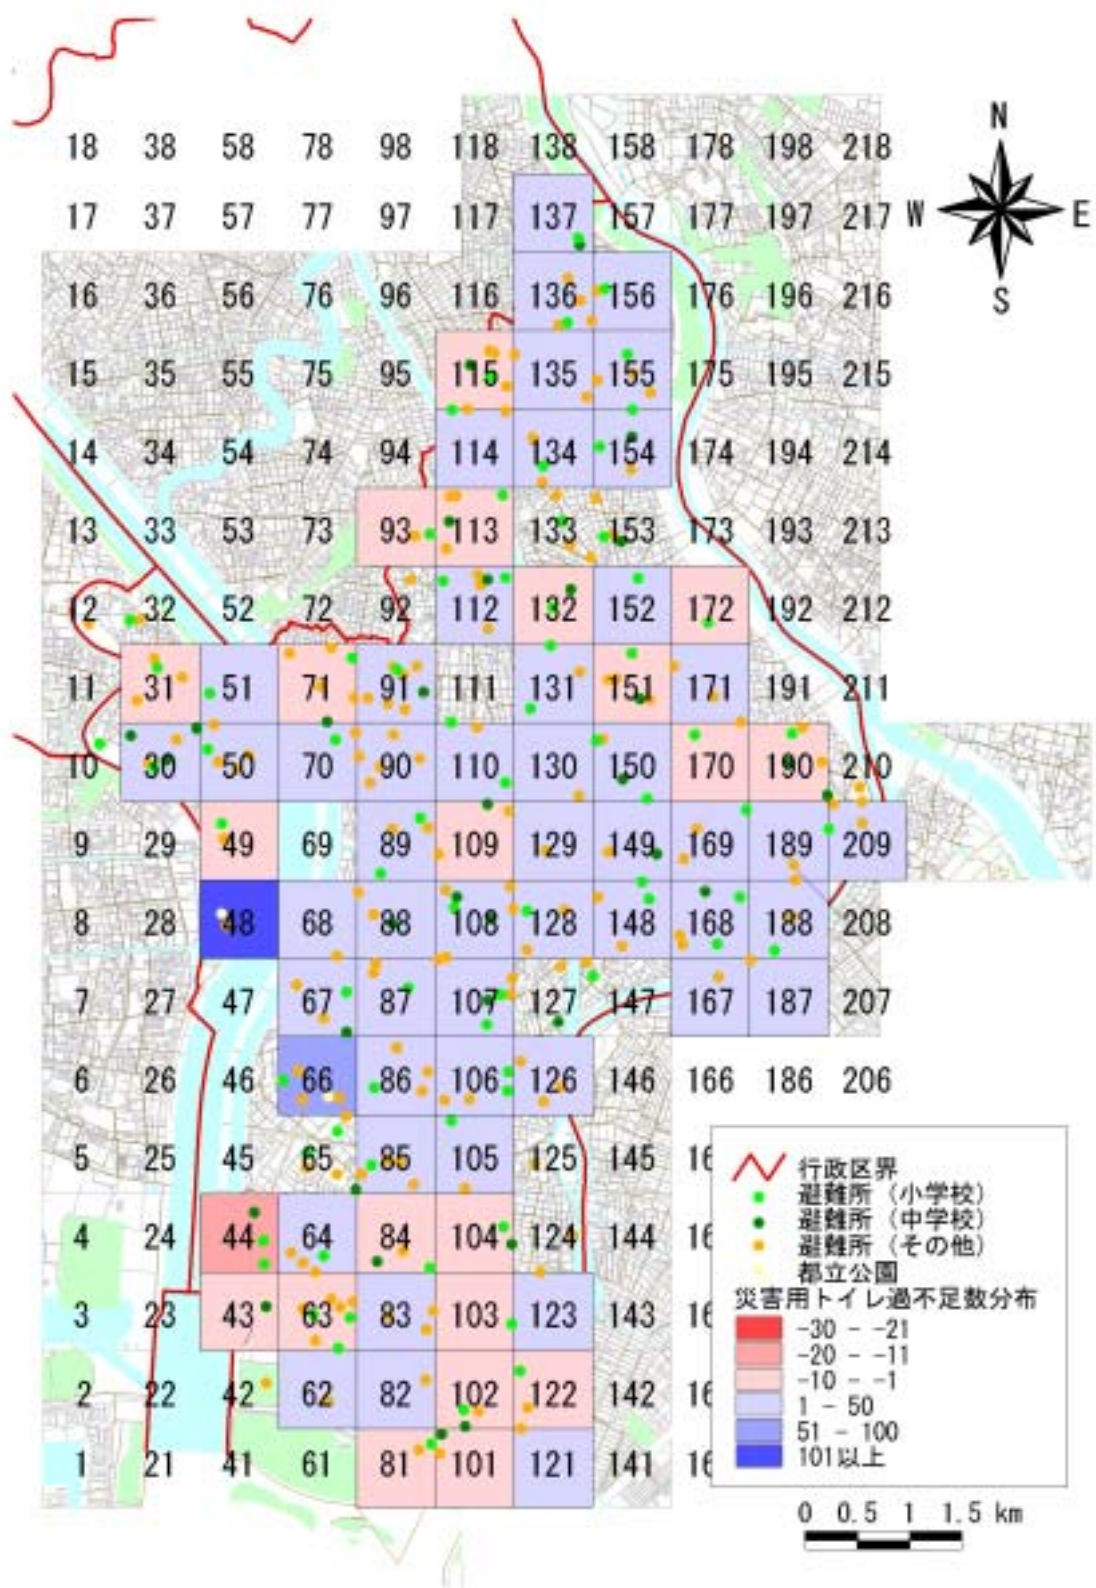 N
18 38 58 78 98 118 138 158 178 198 218
17 37 57 77 97 117 137 157 177 197 217 W E
16 36 56 76 96 116 136 156 176 196 216 S
15 35 55 75 95 115 135 155 175 195 215
14 34 54 74 94 114 134 154 174 194 214
13 33 53 73 93 113 133 153 173 193 213
12 32 52 72 92 112 132 152 172 192 212
11 31 51 71 91 111 131 151 171 191 211
10 30 50 70 90 110 130 150 170 190 210
9 29 49 69 89 109 129 149 169 189 209
8 28 48 68 88 108 128 148 168 188 208
7 27 47 67 87 107 127 147 167 187 207
6 26 46 66 86 106 126 146 166 186 206
5 25 45 65 85 105 125 145 16
4 24 44 64 84 104 124 144 16
3 23 43 63 83 103 123 143 16
2 22 42 62 82 102 122 142 16
1 21 41 61 81 101 121 141 16
行政区界
避難所（小学校）
避難所（中学校）
避難所（その他）
都立公園
災害用トイレ過不足数分布
-30 - -21
-20 - -11
-10 - -1
1 - 50
51 - 100
101以上
0 0.5 1 1.5 km